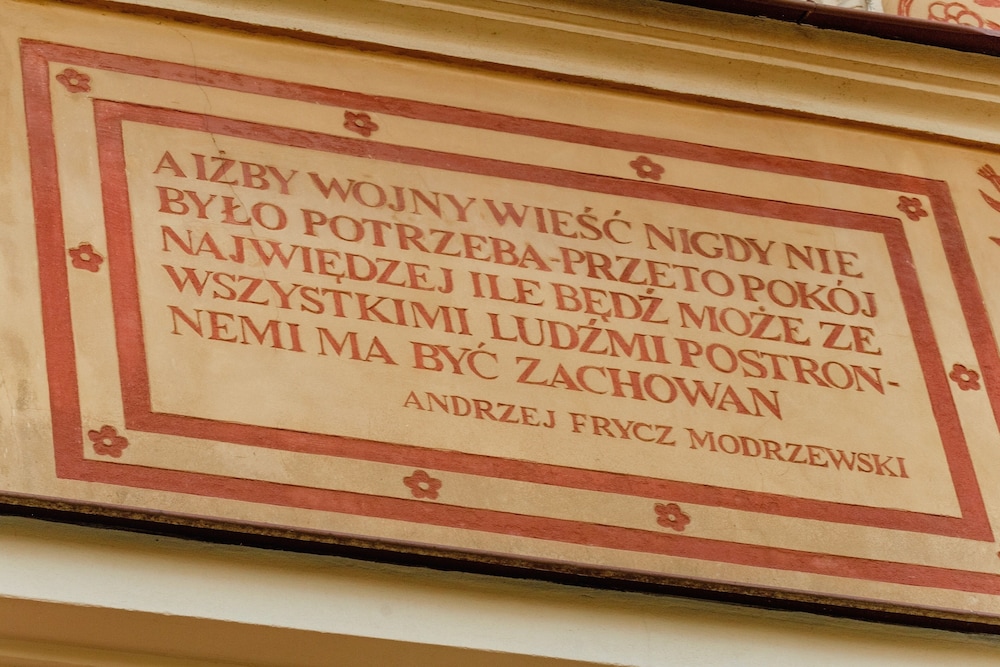 A IŻBY WOJNY WIEŚĆ NIGDY NIE
BYŁO POTRZEBA-PRZETO POKÓJ
NAJWIĘDZEJ ILE BĘDŹ MOŻE ZE
WSZYSTKIMI LUDŹMI POSTRON-
NEMI MA BYĆ ZACHOWAN
ANDRZEJ FRYCZ MODRZEWSKI